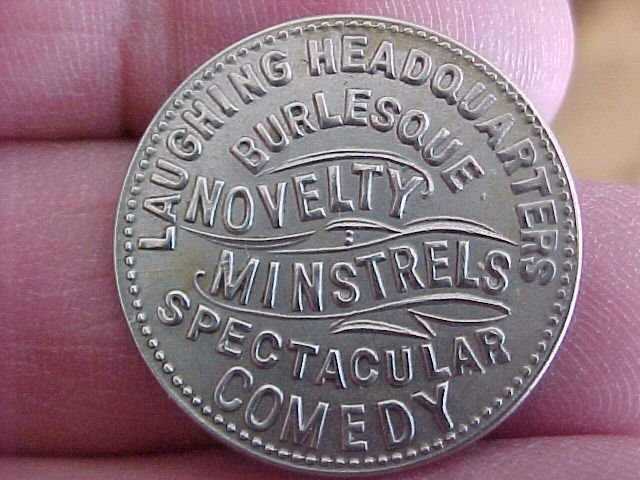 LAUGHING HEADQUARTERS
BURLESQUE
NOVELTY
MINSTRELS
SPECTACULAR
COMEDY